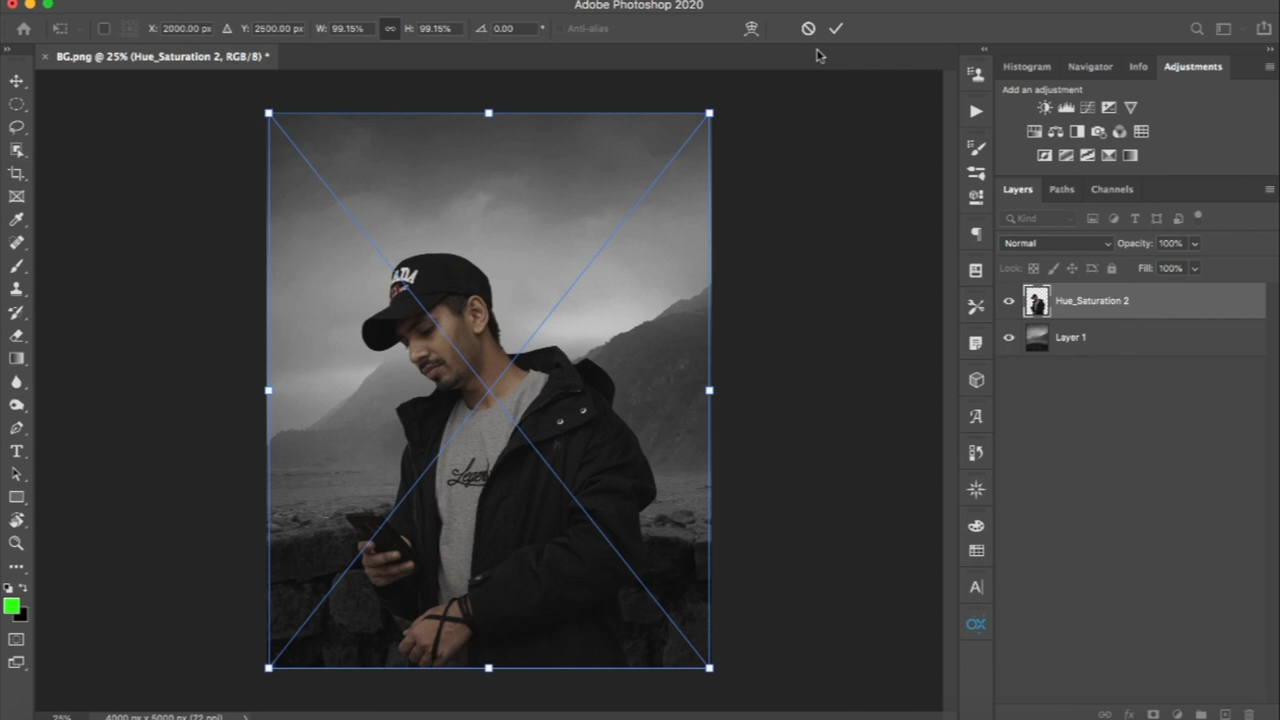 Adobe Photoshop 2020
X: 2000.00 px Y: 2500.00 px W: 99.15% H: 99.15% 0.00 ° Anti-alias
BG.png @ 25% (Hue_Saturation 2, RGB/8) *
Histogram Navigator Info Adjustments
Add an adjustment
Layers Paths Channels
Kind
Normal Opacity: 100%
Lock: Fill: 100%
Hue_Saturation 2
Layer 1
25% 4000 px x 5000 px (72 ppi)